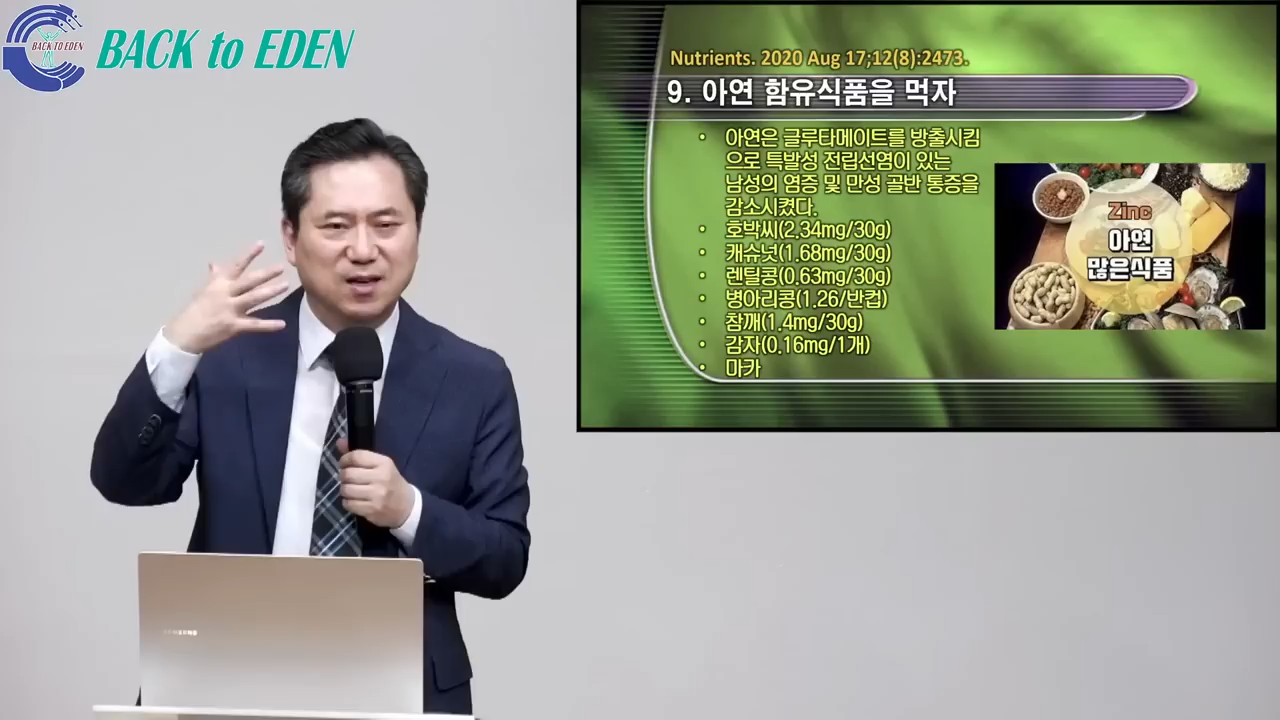 BACK TO EDEN
BACK to EDEN
Nutrients. 2020 Aug 17;12(8):2473.
9. 아연 함유식품을 먹자
• 아연은 글루타메이트를 방출시킴
으로 특발성 전립선염이 있는
남성의 염증 및 만성 골반 통증을
감소시켰다.
• 호박씨(2.34mg/30g)
• 캐슈넛(1.68mg/30g)
• 렌틸콩(0.63mg/30g)
• 병아리콩(1.26/반컵)
• 참깨(1.4mg/30g)
• 감자(0.16mg/1개)
• 마카
Zinc
아연
많은식품
SAMSUNG